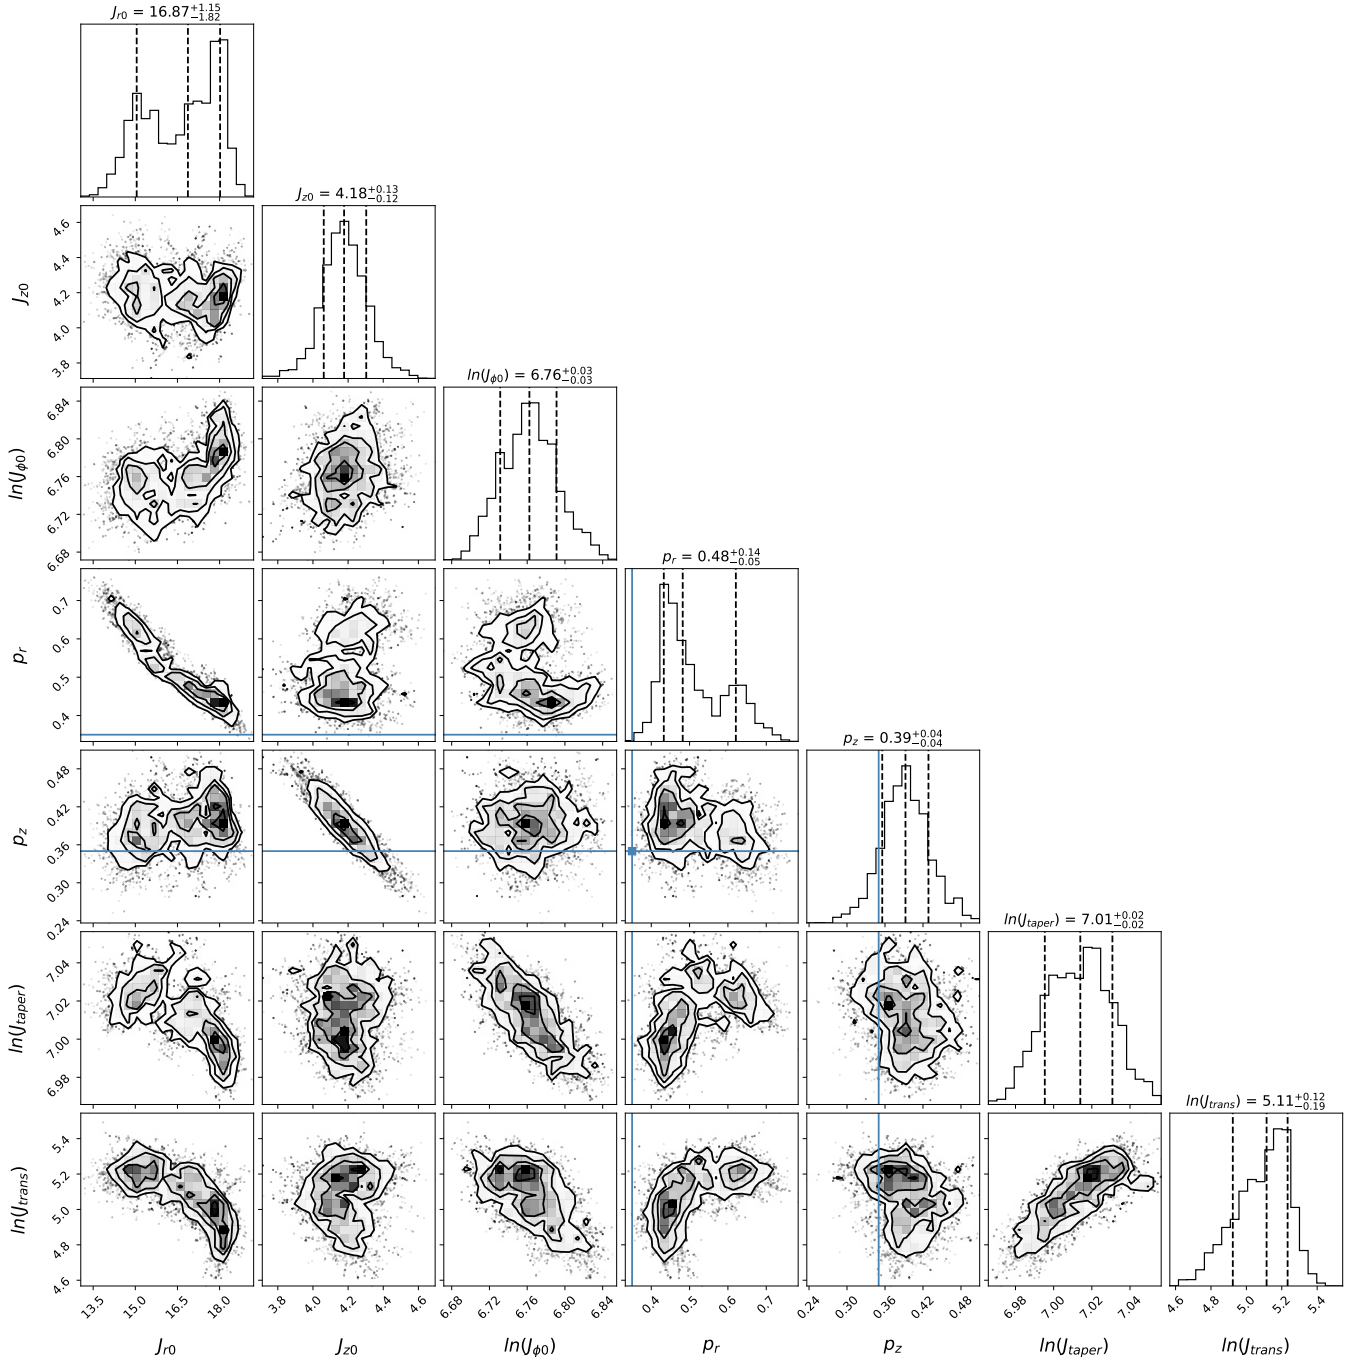 J_{r0} = 16.87^{+1.15}_{−1.82}
J_{z0} = 4.18^{+0.13}_{−0.12}
4.6
4.4
4.2
4.0
3.8
J_{z0}
ln(J_{ϕ0}) = 6.76^{+0.03}_{−0.03}
6.84
6.80
6.76
6.72
6.68
ln(J_{ϕ0})
p_r = 0.48^{+0.14}_{−0.05}
0.7
0.6
0.5
0.4
p_r
p_z = 0.39^{+0.04}_{−0.04}
0.48
0.42
0.36
0.30
0.24
p_z
ln(J_{taper}) = 7.01^{+0.02}_{−0.02}
7.04
7.02
7.00
6.98
ln(J_{taper})
ln(J_{trans}) = 5.11^{+0.12}_{−0.19}
5.4
5.2
5.0
4.8
4.6
ln(J_{trans})
13.5 15.0 16.5 18.0 3.8 4.0 4.2 4.4 4.6 6.68 6.72 6.76 6.80 6.84 0.4 0.5 0.6 0.7 0.24 0.30 0.36 0.42 0.48 6.98 7.00 7.02 7.04 4.6 4.8 5.0 5.2 5.4
J_{r0} J_{z0} ln(J_{ϕ0}) p_r p_z ln(J_{taper}) ln(J_{trans})